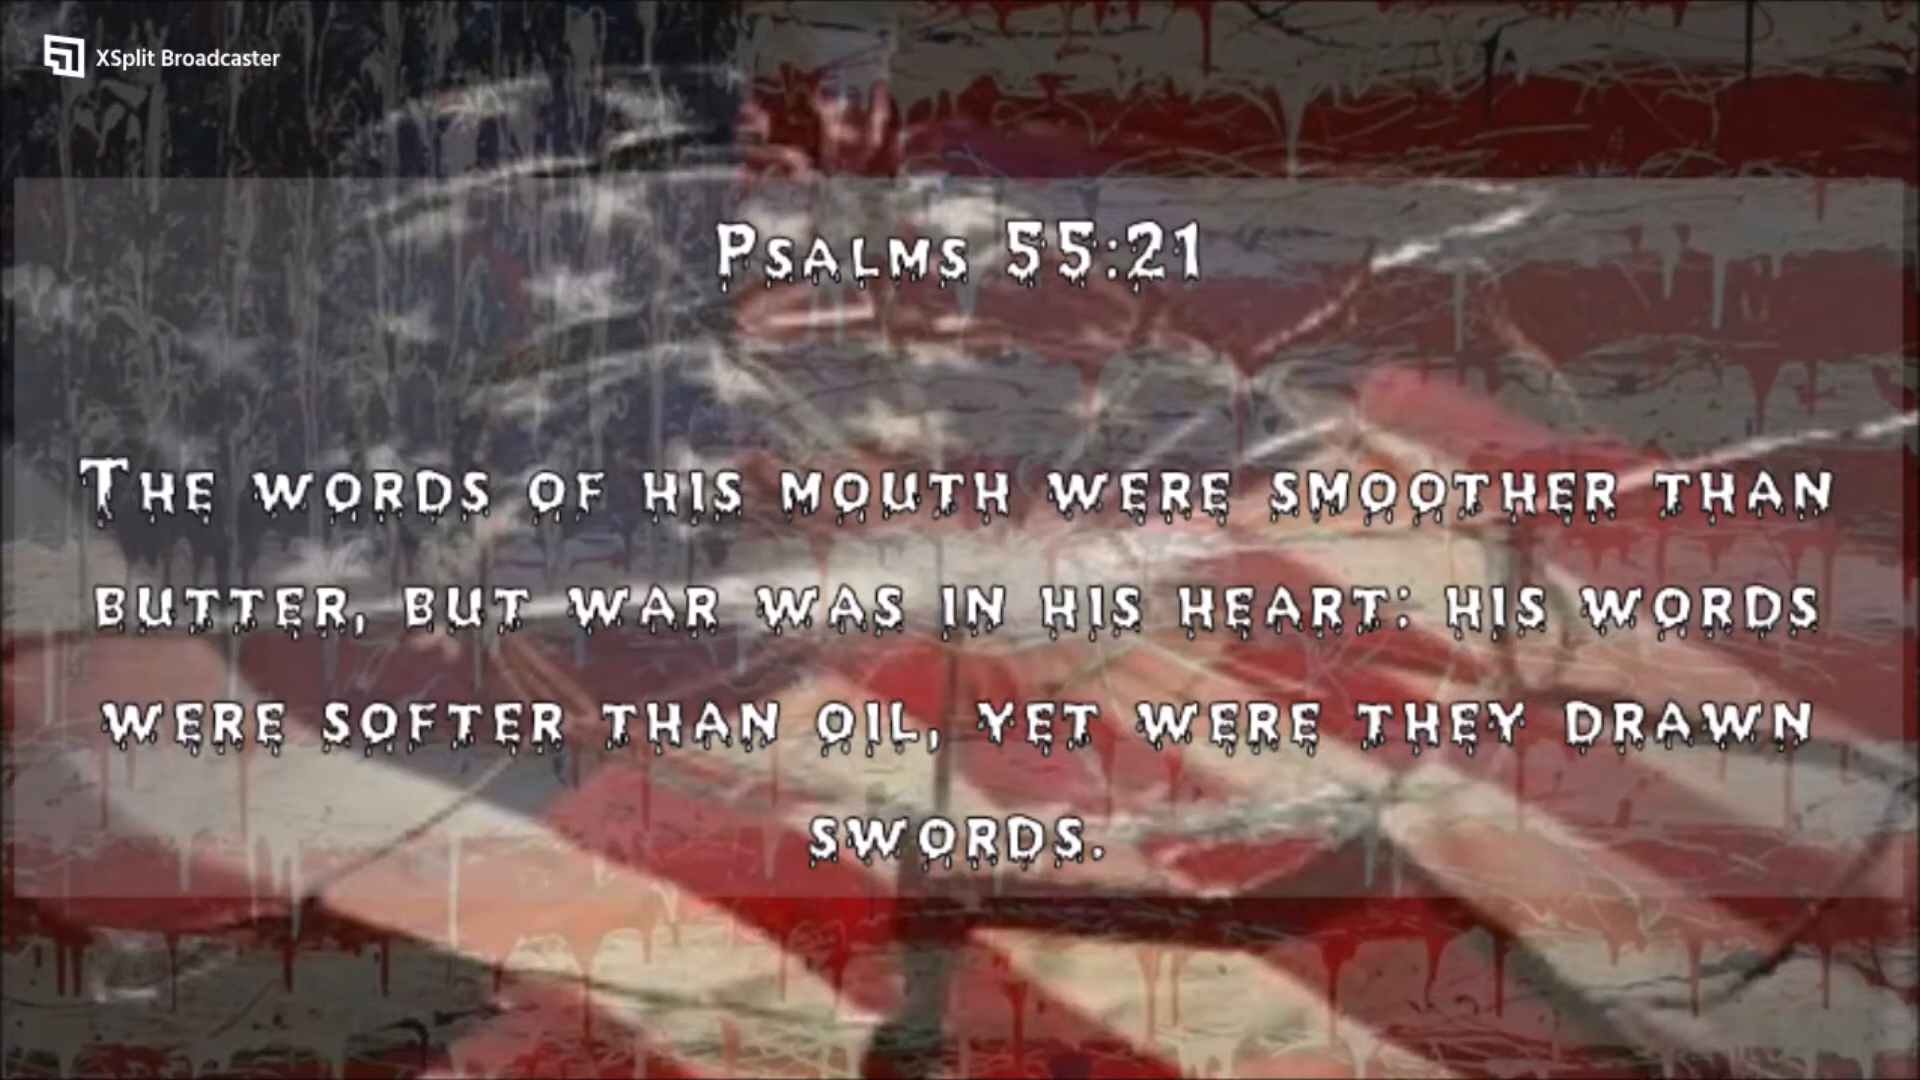 XSplit Broadcaster
Psalms 55:21
The words of his mouth were smoother than
butter, but war was in his heart: his words
were softer than oil, yet were they drawn
swords.